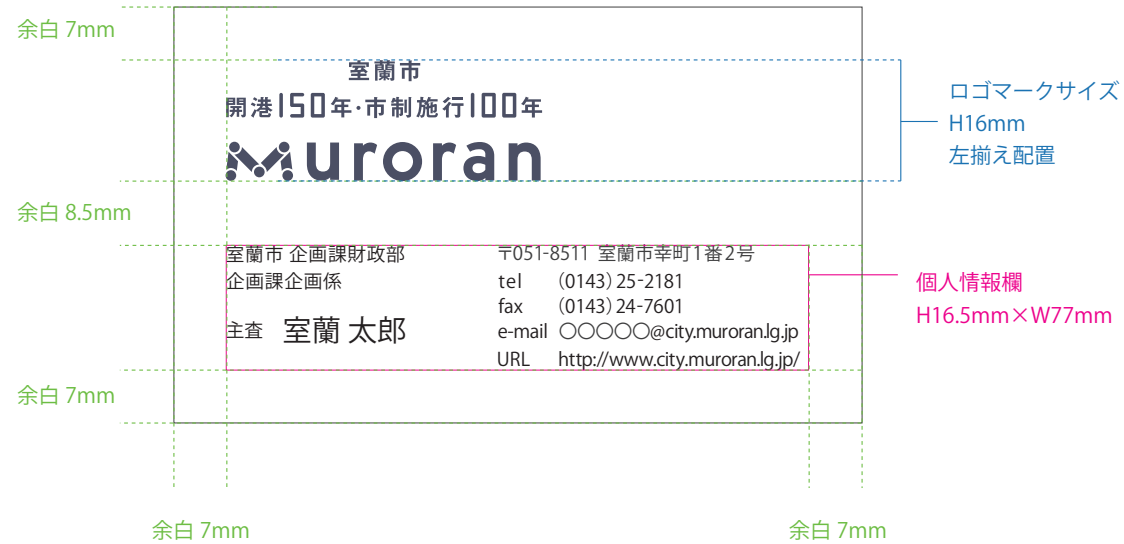 余白 7mm
室蘭市
開港150年・市制施行100年
Muroran
ロゴマークサイズ
H16mm
左揃え配置
余白 8.5mm
室蘭市 企画課財政部
企画課企画係
主査 室蘭 太郎
〒051-8511 室蘭市幸町1番2号
tel (0143)25-2181
fax (0143)24-7601
e-mail 〇〇〇〇〇@city.muroran.lg.jp
URL http://www.city.muroran.lg.jp/
個人情報欄
H16.5mm×W77mm
余白 7mm
余白 7mm
余白 7mm